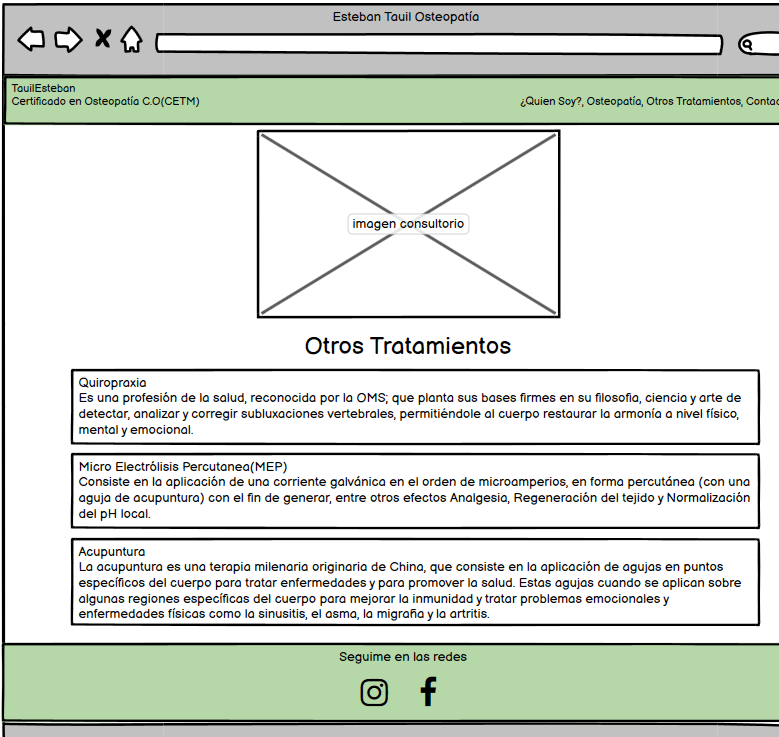 Esteban Tauil Osteopatía
TauilEsteban
Certificado en Osteopatía C.O(CETM)
¿Quien Soy?, Osteopatía, Otros Tratamientos,
imagen consultorio
Otros Tratamientos
Quiropraxia
Es una profesión de la salud, reconocida por la OMS; que planta sus bases firmes en su filosofia, ciencia y arte de
detectar, analizar y corregir subluxaciones vertebrales, permitiéndole al cuerpo restaurar la armonía a nivel físico,
mental y emocional.
Micro Electrólisis Percutanea(MEP)
Consiste en la aplicación de una corriente galvánica en el orden de microamperios, en forma percutánea (con una
aguja de acupuntura) con el fin de generar, entre otros efectos Analgesia, Regeneración del tejido y Normalización
del pH local.
Acupuntura
La acupuntura es una terapia milenaria originaria de China, que consiste en la aplicación de agujas en puntos
específicos del cuerpo para tratar enfermedades y para promover la salud. Estas agujas cuando se aplican sobre
algunas regiones específicas del cuerpo para mejorar la inmunidad y tratar problemas emocionales y
enfermedades físicas como la sinusitis, el asma, la migraña y la artritis.
Seguime en las redes